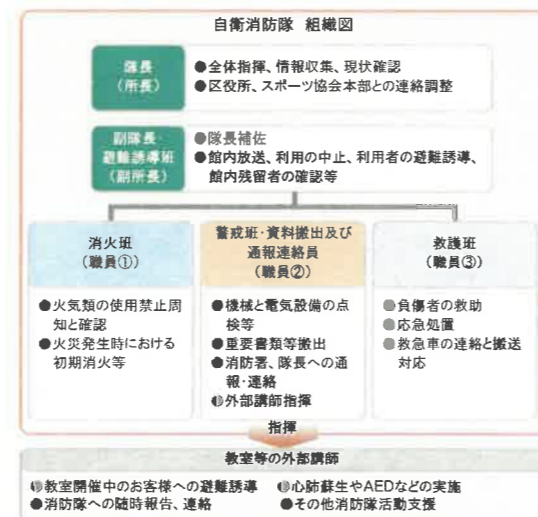 自衛消防隊 組織図
隊長
(所長)
●全体指揮、情報収集、現状確認
●区役所、スポーツ協会本部との連絡調整
副隊長・
避難誘導班
(副所長)
●隊長補佐
●館内放送、利用の中止、利用者の避難誘導、
館内残留者の確認等
消火班
(職員①)
●火気類の使用禁止周
知と確認
●火災発生時における
初期消火等
警戒班・資料搬出及び
通報連絡員
(職員②)
●機械と電気設備の点
検等
●重要書類等搬出
●消防署、隊長への通
報・連絡
●外部講師指揮
救護班
(職員③)
●負傷者の救助
●応急処置
●救急車の連絡と搬送
対応
指揮
教室等の外部講師
●教室開催中のお客様への避難誘導
●心肺蘇生やAEDなどの実施
●消防隊への随時報告、連絡
●その他消防隊活動支援